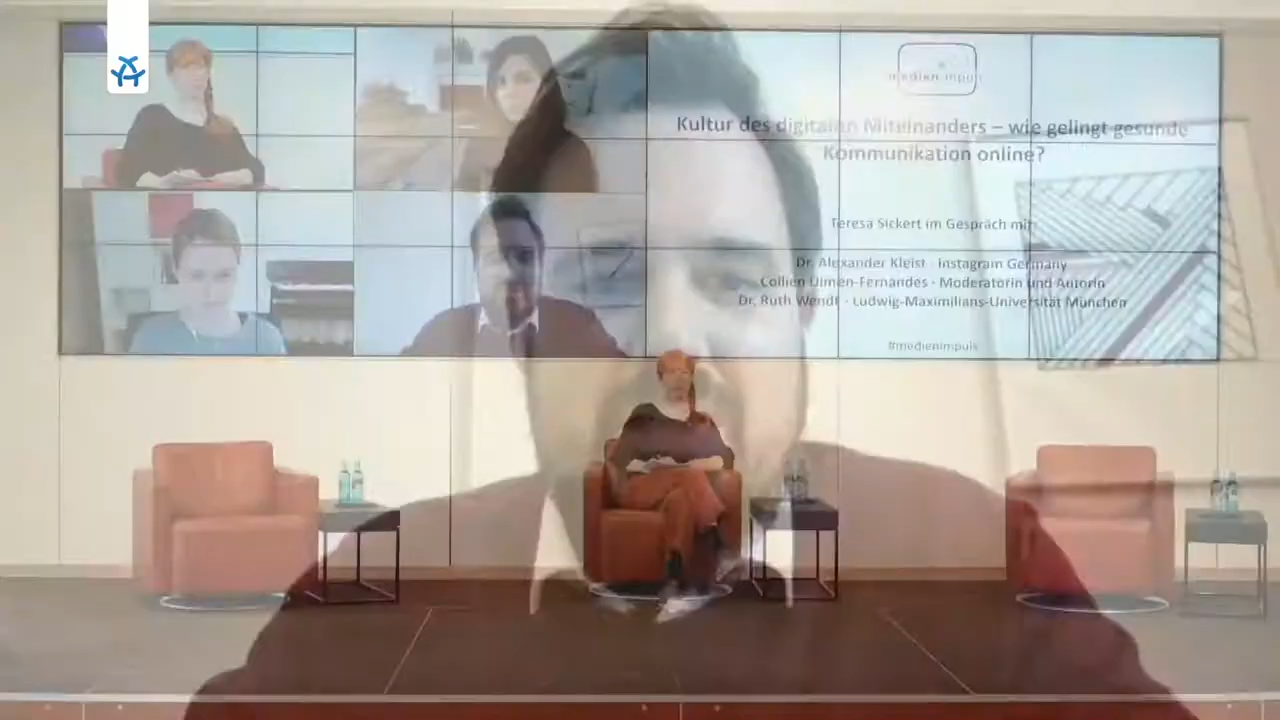 medien impuls
Kultur des digitalen Miteinanders – wie gelingt gesunde
Kommunikation online?
Teresa Sickert im Gespräch mit:
Dr. Alexander Kleist · Instagram Germany
Collien Ulmen-Fernandes · Moderatorin und Autorin
Dr. Ruth Wendt · Ludwig-Maximilians-Universität München
#medienimpuls